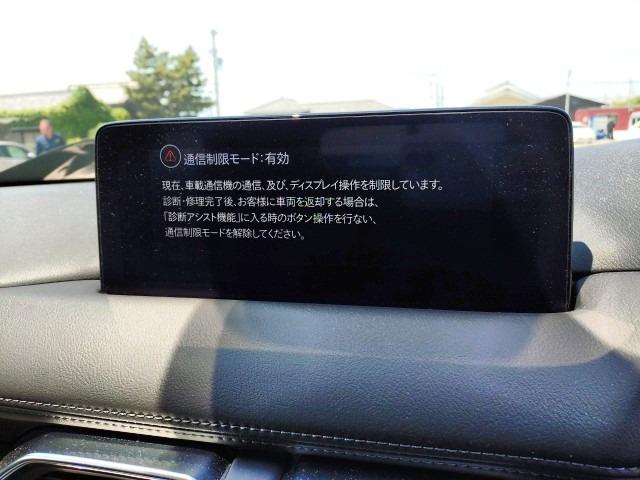 通信制限モード:有効
現在、車載通信機の通信、及び、ディスプレイ操作を制限しています。
診断・修理完了後、お客様に車両を返却する場合は、
『診断アシスト機能』に入る時のボタン操作を行ない、
通信制限モードを解除してください。